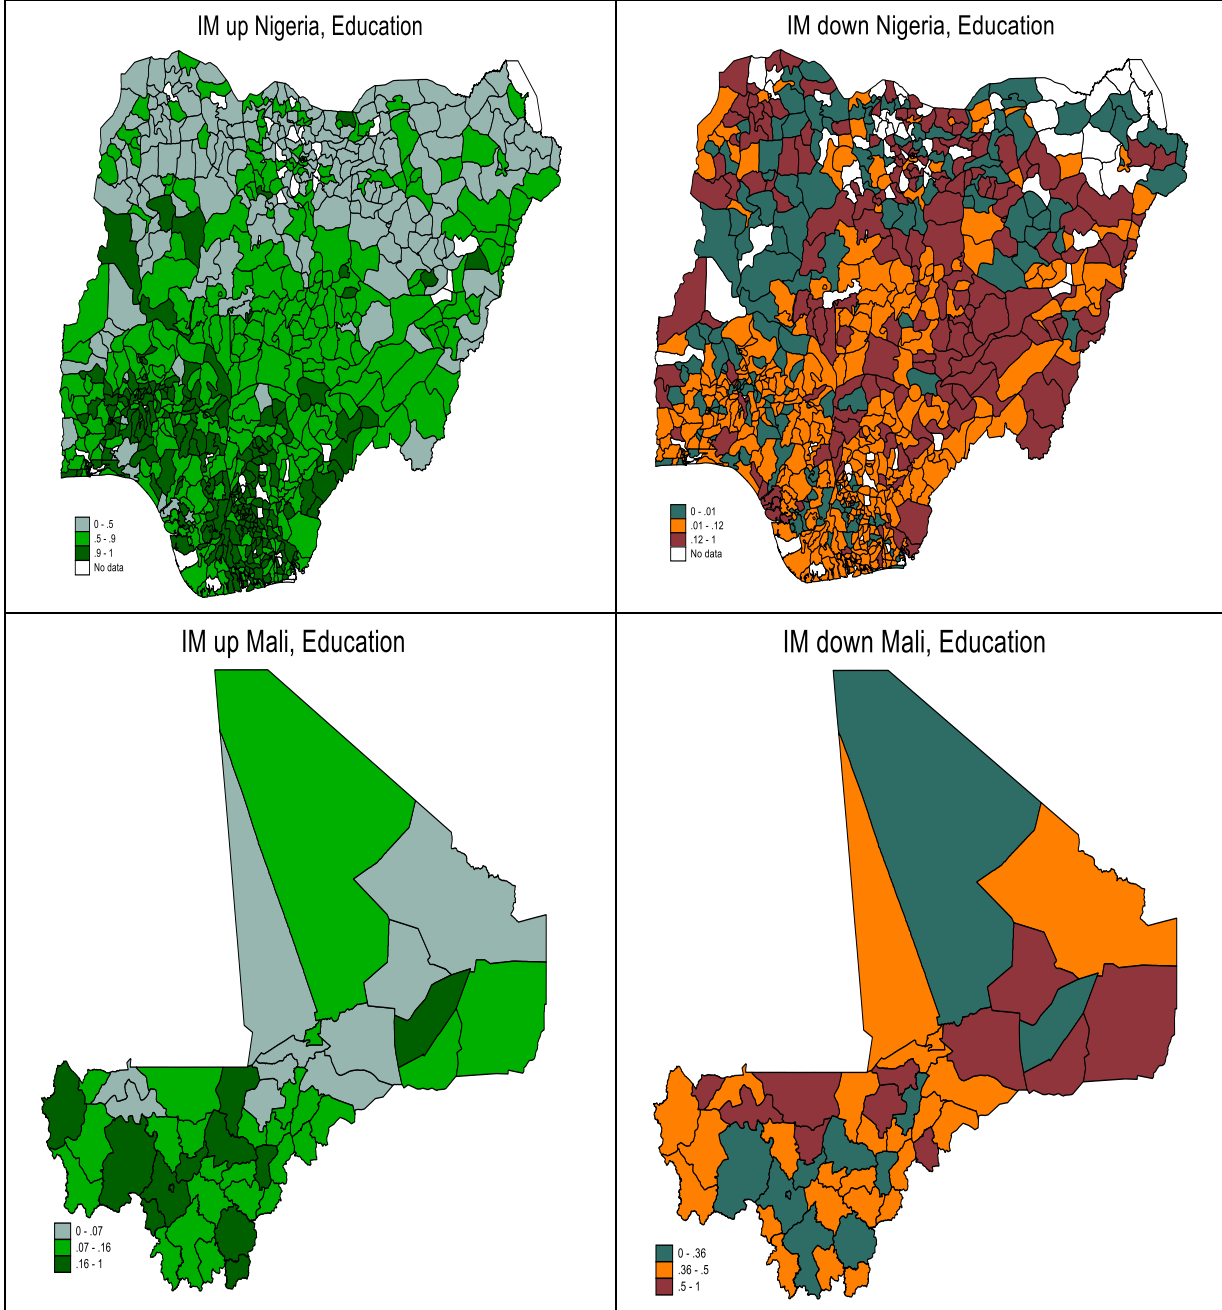 IM up Nigeria, Education
0 - .5
.5 - .9
.9 - 1
No data
IM down Nigeria, Education
0 - .01
.01 - .12
.12 - 1
No data
IM up Mali, Education
0 - .07
.07 - .16
.16 - 1
IM down Mali, Education
0 - .36
.36 - .5
.5 - 1